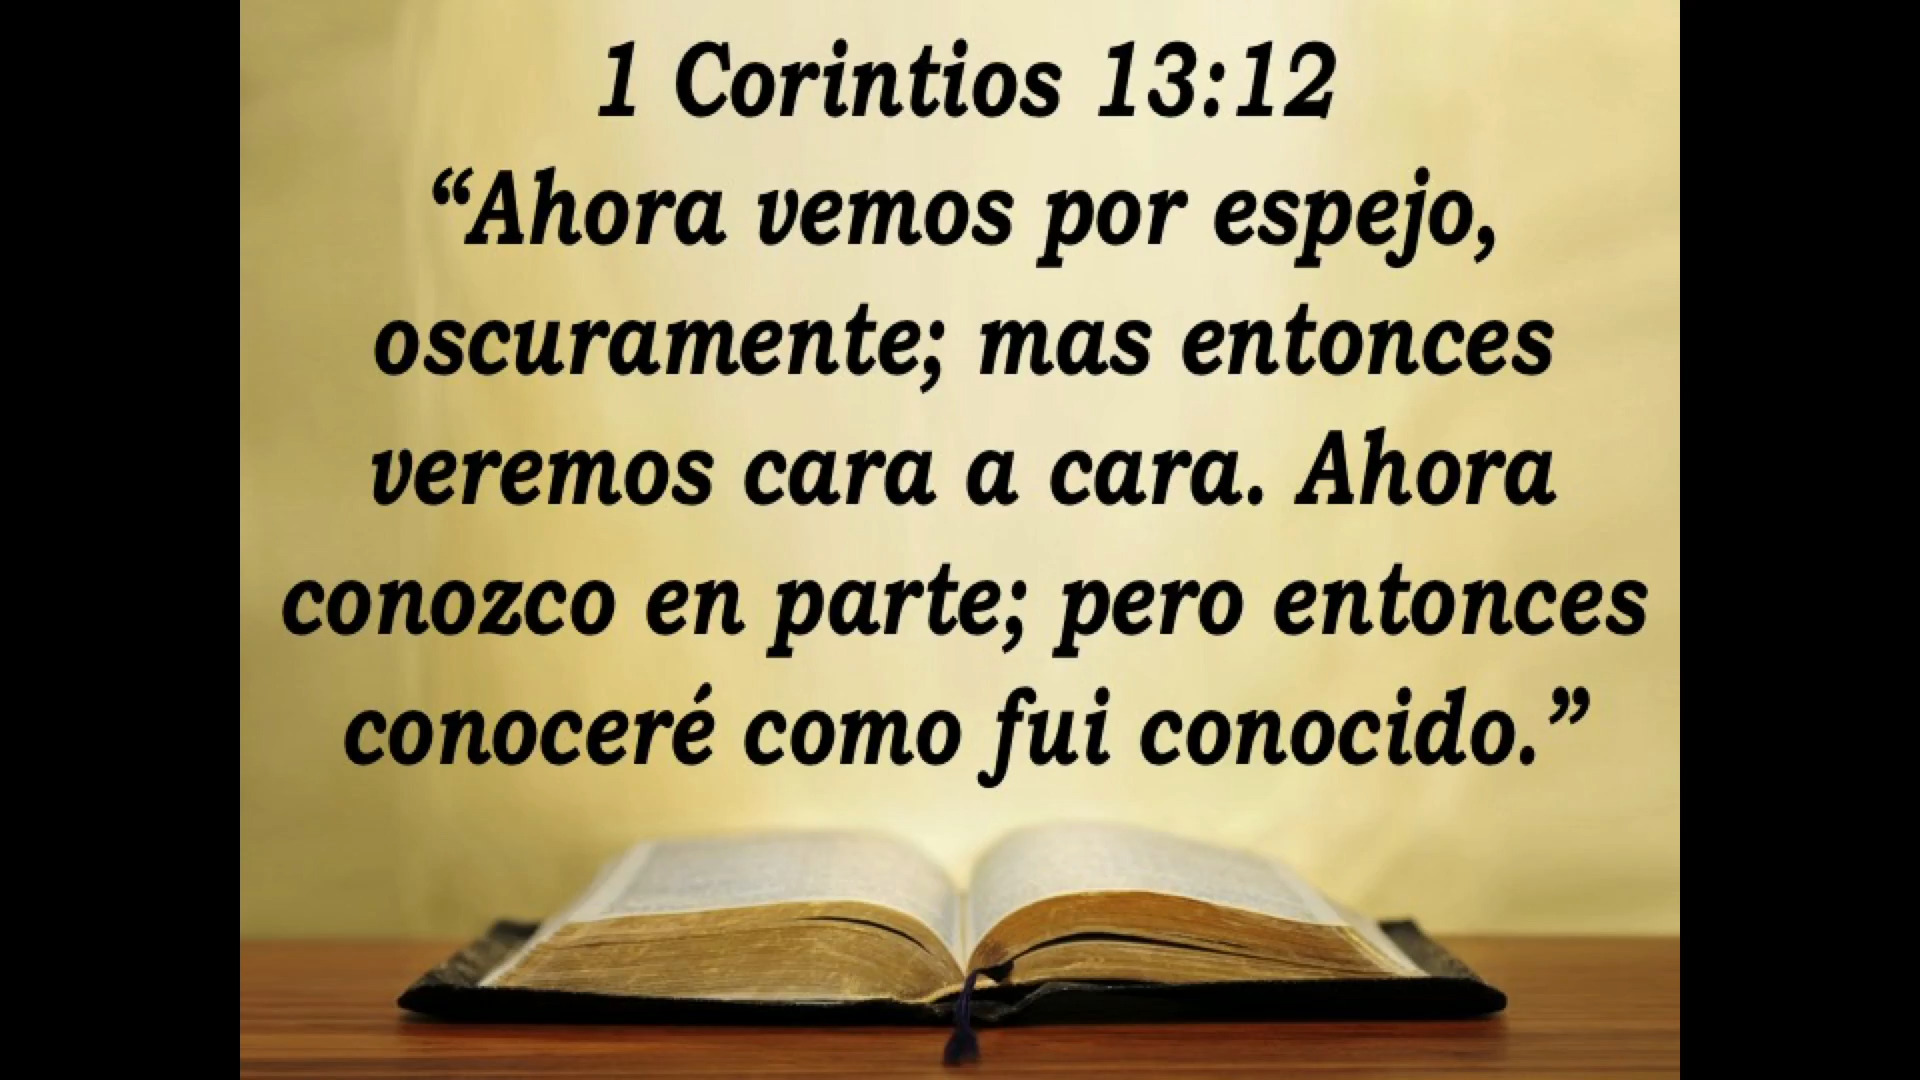 1 Corintios 13:12
“Ahora vemos por espejo,
oscuramente; mas entonces
veremos cara a cara. Ahora
conozco en parte; pero entonces
conoceré como fui conocido.”